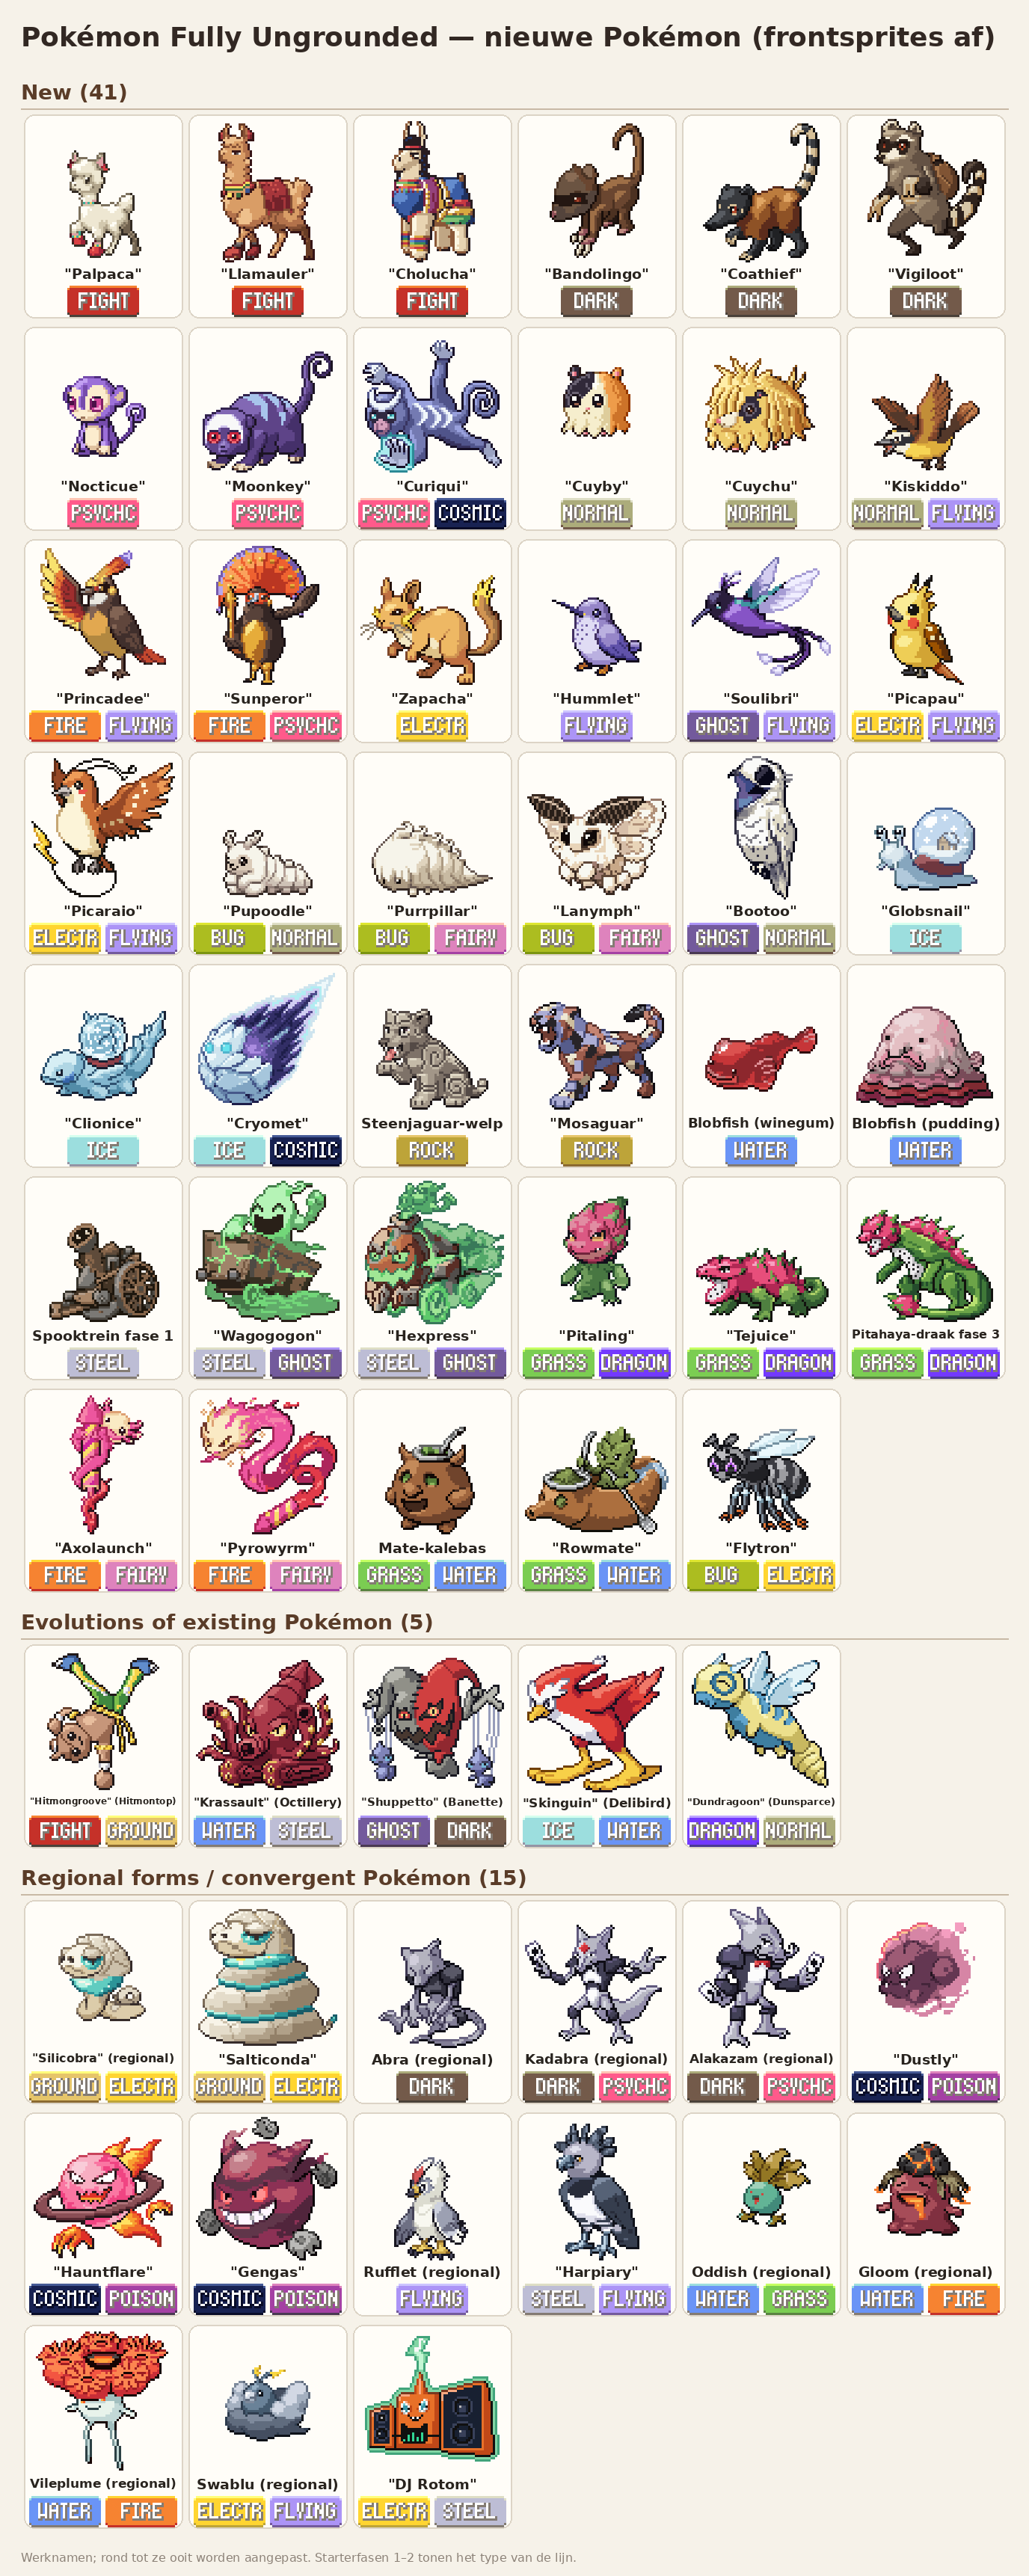 Pokémon Fully Ungrounded — nieuwe Pokémon (frontsprites af)
New (41)
"Palpaca" "Llamauler" "Cholucha" "Bandolingo" "Coathief" "Vigiloot"
FIGHT FIGHT FIGHT DARK DARK DARK
"Nocticue" "Moonkey" "Curiqui" "Cuyby" "Cuychu" "Kiskiddo"
PSYCHC PSYCHC PSYCHC COSMIC NORMAL NORMAL NORMAL FLYING
"Princadee" "Sunperor" "Zapacha" "Hummlet" "Soulibri" "Picapau"
FIRE FLYING FIRE PSYCHC ELECTR FLYING GHOST FLYING ELECTR FLYING
"Picaraio" "Pupoodle" "Purrpillar" "Lanymph" "Bootoo" "Globsnail"
ELECTR FLYING BUG NORMAL BUG FAIRY BUG FAIRY GHOST NORMAL ICE
"Clionice" "Cryomet" Steenjaguar-welp "Mosaguar" Blobfish (winegum) Blobfish (pudding)
ICE ICE COSMIC ROCK ROCK WATER WATER
Spooktrein fase 1 "Wagogogon" "Hexpress" "Pitaling" "Tejuice" Pitahaya-draak fase 3
STEEL STEEL GHOST STEEL GHOST GRASS DRAGON GRASS DRAGON GRASS DRAGON
"Axolaunch" "Pyrowyrm" Mate-kalebas "Rowmate" "Flytron"
FIRE FAIRY FIRE FAIRY GRASS WATER GRASS WATER BUG ELECTR
Evolutions of existing Pokémon (5)
"Hitmongroove" (Hitmontop) "Krassault" (Octillery) "Shuppetto" (Banette) "Skinguin" (Delibird) "Dundragoon" (Dunsparce)
FIGHT GROUND WATER STEEL GHOST DARK ICE WATER DRAGON NORMAL
Regional forms / convergent Pokémon (15)
"Silicobra" (regional) "Salticonda" Abra (regional) Kadabra (regional) Alakazam (regional) "Dustly"
GROUND ELECTR GROUND ELECTR DARK DARK PSYCHC DARK PSYCHC COSMIC POISON
"Hauntflare" "Gengas" Rufflet (regional) "Harpiary" Oddish (regional) Gloom (regional)
COSMIC POISON COSMIC POISON FLYING STEEL FLYING WATER GRASS WATER FIRE
Vileplume (regional) Swablu (regional) "DJ Rotom"
WATER FIRE ELECTR FLYING ELECTR STEEL
Werknamen; rond tot ze ooit worden aangepast. Starterfasen 1–2 tonen het type van de lijn.